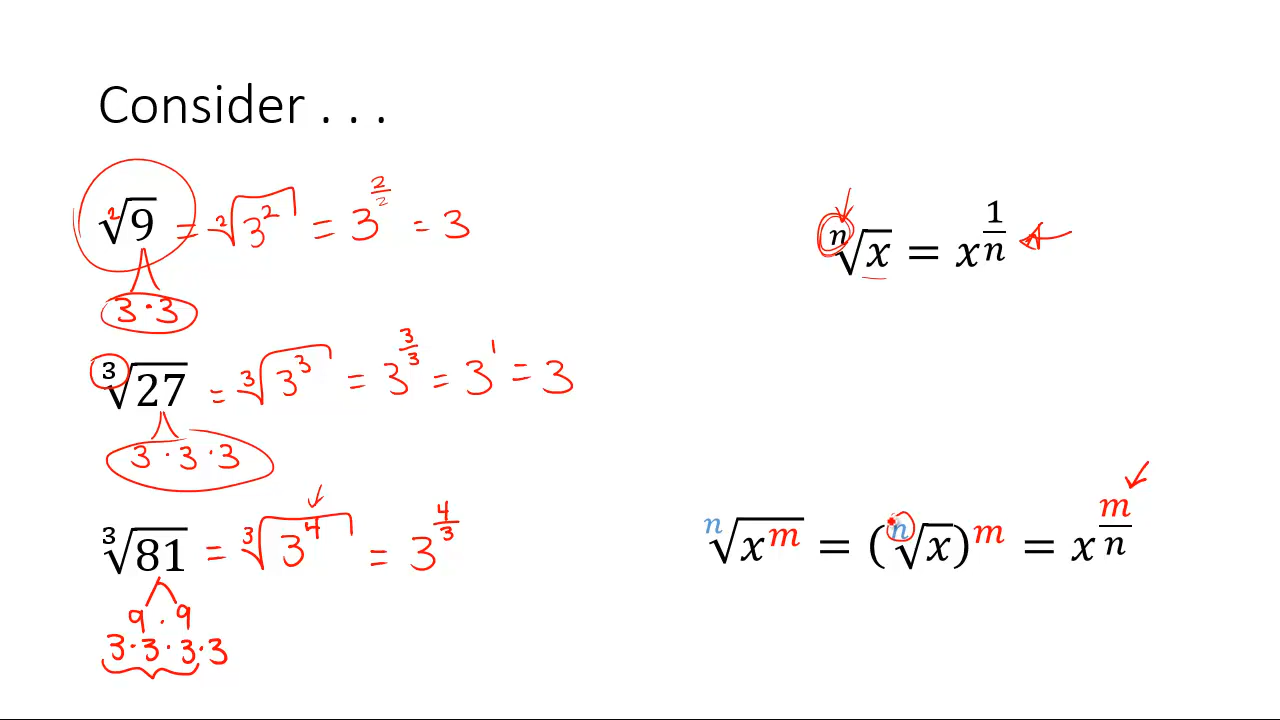 Consider . . .
²√9 = ²√3² = 3^(2/2) = 3
3 · 3
³√27 = ³√3³ = 3^(3/3) = 3¹ = 3
3 · 3 · 3
³√81 = ³√3⁴ = 3^(4/3)
9 · 9
3 · 3 · 3 · 3
ⁿ√x = x^(1/n)
ⁿ√x^m = (ⁿ√x)^m = x^(m/n)